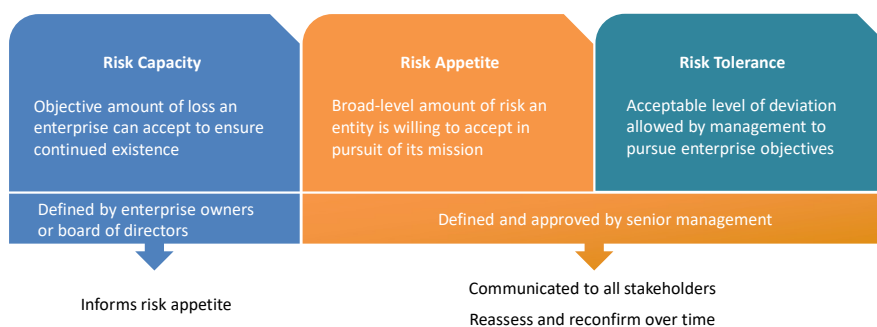 Risk Capacity
Objective amount of loss an
enterprise can accept to ensure
continued existence
Risk Appetite
Broad-level amount of risk an
entity is willing to accept in
pursuit of its mission
Risk Tolerance
Acceptable level of deviation
allowed by management to
pursue enterprise objectives
Defined by enterprise owners
or board of directors
Defined and approved by senior management
Informs risk appetite
Communicated to all stakeholders
Reassess and reconfirm over time